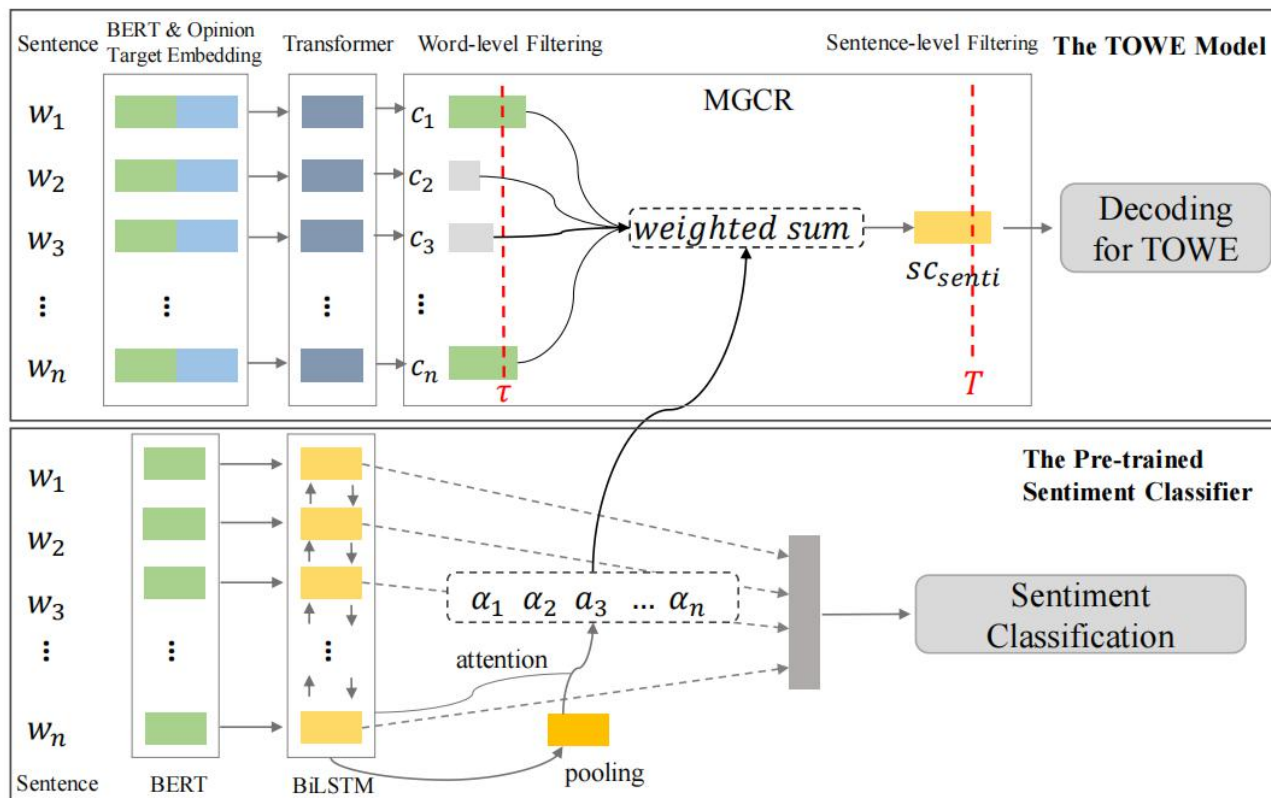 Sentence
BERT & Opinion
Target Embedding
Transformer
Word-level Filtering
Sentence-level Filtering
The TOWE Model
MGCR
w₁
c₁
w₂
c₂
w₃
c₃
weighted sum
sc_senti
Decoding
for TOWE
⋮ ⋮ ⋮ ⋮
wₙ
cₙ
τ
T
The Pre-trained
Sentiment Classifier
w₁
w₂
w₃
α₁ α₂ a₃ ... αₙ
Sentiment
Classification
⋮ ⋮ ⋮
attention
wₙ
pooling
Sentence
BERT
BiLSTM